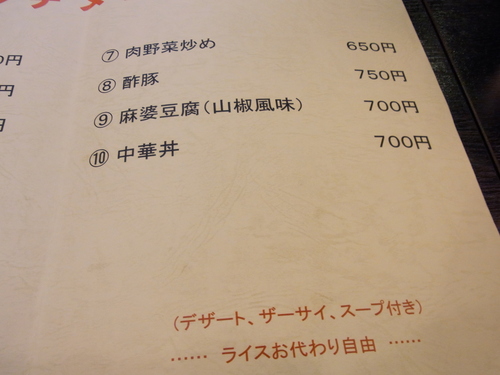 ⑦ 肉野菜炒め 650円
⑧ 酢豚 750円
⑨ 麻婆豆腐(山椒風味) 700円
⑩ 中華丼 700円
(デザート、ザーサイ、スープ付き)
…… ライスお代わり自由 ……